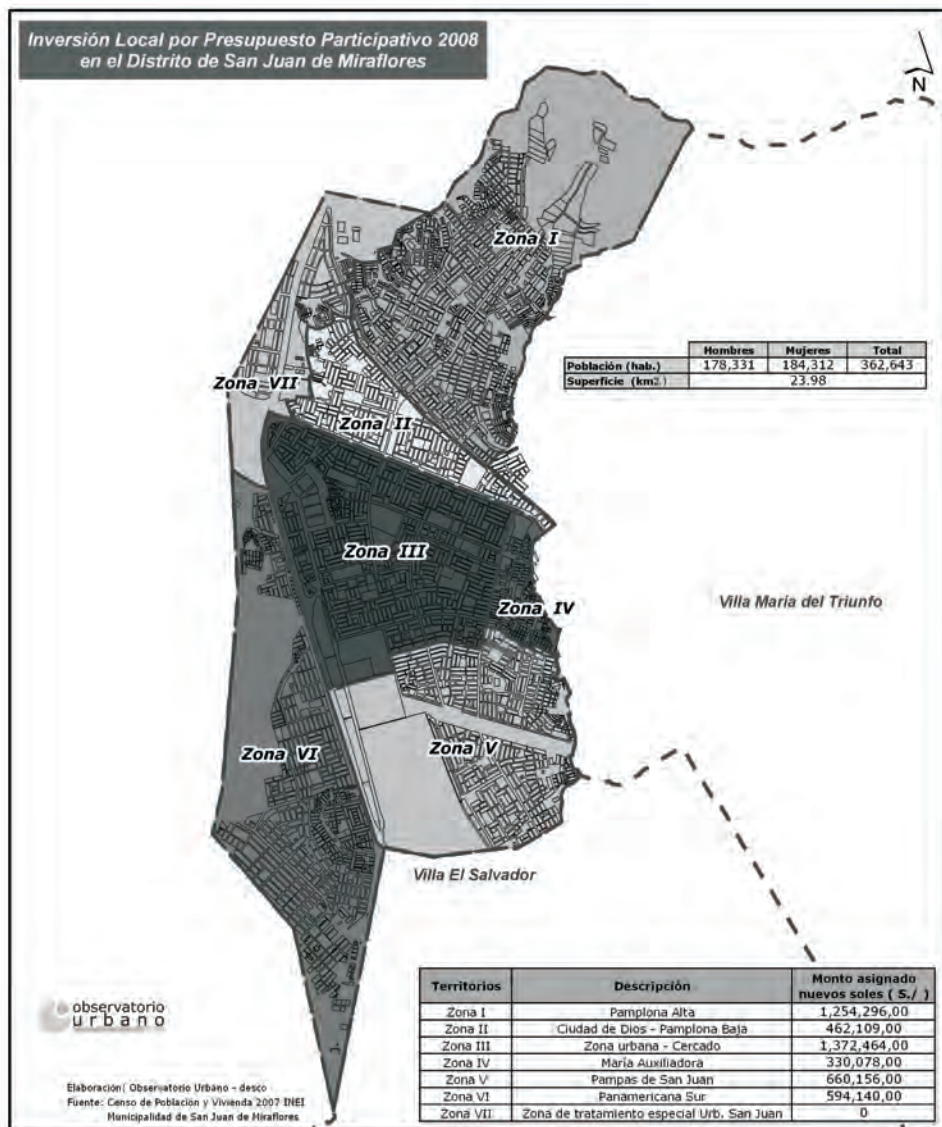 Inversión Local por Presupuesto Participativo 2008
en el Distrito de San Juan de Miraflores
N
Zona I
Hombres Mujeres Total
Población (hab.) 178,331 184,312 362,643
Superficie (km2) 23.98
Zona VII
Zona II
Zona III
Zona IV
Villa María del Triunfo
Zona VI
Zona V
Villa El Salvador
Territorios Descripción Monto asignado
nuevos soles ( S./ )
Zona I Pamplona Alta 1,254,296,00
Zona II Ciudad de Dios - Pamplona Baja 462,109,00
Zona III Zona urbana - Cercado 1,372,464,00
Zona IV María Auxiliadora 330,078,00
Zona V Pampas de San Juan 660,156,00
Zona VI Panamericana Sur 594,140,00
Zona VII Zona de tratamiento especial Urb. San Juan 0
observatorio
urbano
Elaboración: Observatorio Urbano - desco
Fuente: Censo de Población y Vivienda 2007 INEI
Municipalidad de San Juan de Miraflores